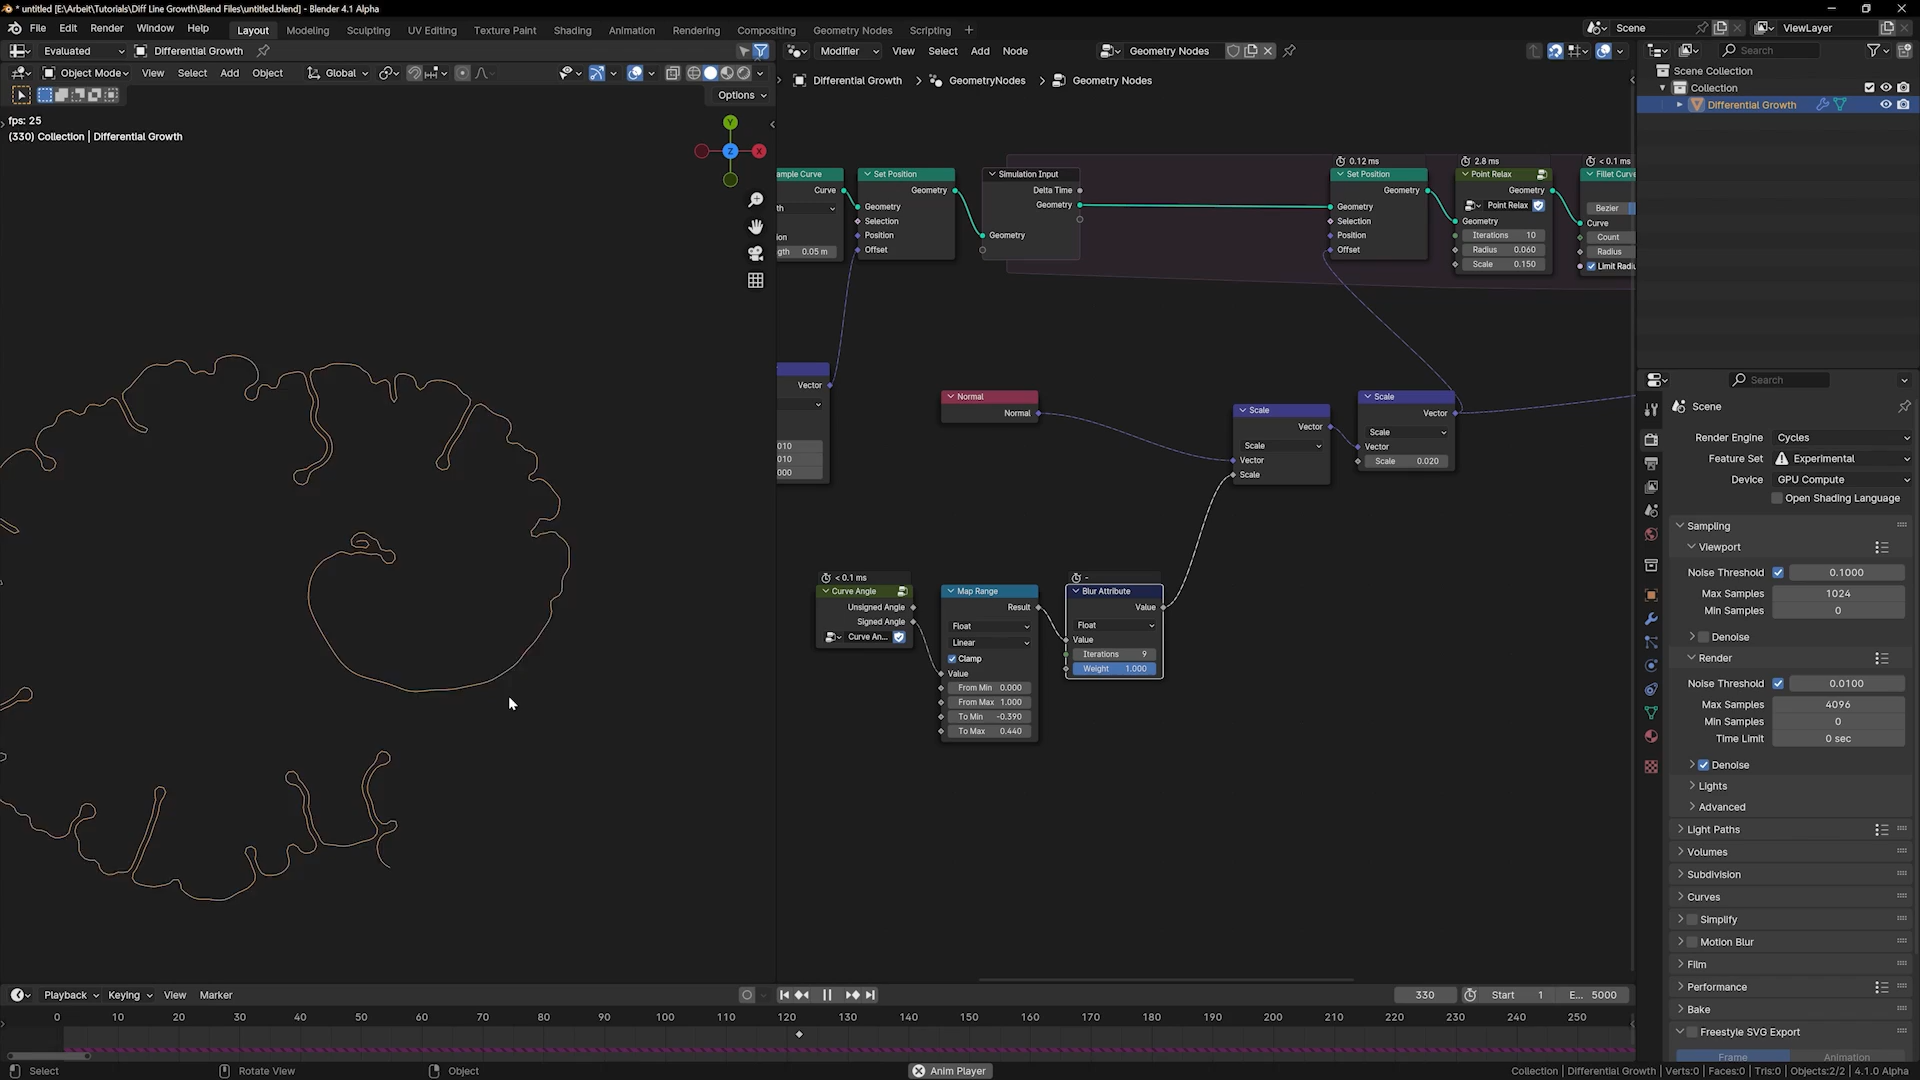 * untitled [E:\Arbeit\Tutorials\Diff Line Growth\Blend Files\untitled.blend] - Blender 4.1 Alpha
File Edit Render Window Help Layout Modeling Sculpting UV Editing Texture Paint Shading Animation Rendering Compositing Geometry Nodes Scripting + Scene ViewLayer
Evaluated Differential Growth Modifier View Select Add Node Geometry Nodes Search
Object Mode View Select Add Object Global
Differential Growth > GeometryNodes > Geometry Nodes
Options
Scene Collection
Collection
Differential Growth
fps: 25
(330) Collection | Differential Growth
Y
Z
X
ample Curve
Curve
th
ion
gth 0.05 m
Set Position
Geometry
Geometry
Selection
Position
Offset
Simulation Input
Delta Time
Geometry
Geometry
0.12 ms
Set Position
Geometry
Geometry
Selection
Position
Offset
2.8 ms
Point Relax
Geometry
Point Relax
Geometry
Iterations 10
Radius 0.060
Scale 0.150
< 0.1 ms
Fillet Curve
Bezier
Curve
Count
Radius
Limit Radiu
Vector
010
010
000
Normal
Normal
Scale
Vector
Scale
Vector
Scale
Scale
Vector
Scale
Vector
Scale 0.020
< 0.1 ms
Curve Angle
Unsigned Angle
Signed Angle
Curve An...
Map Range
Result
Float
Linear
Clamp
Value
From Min 0.000
From Max 1.000
To Min -0.390
To Max 0.440
-
Blur Attribute
Value
Float
Value
Iterations 9
Weight 1.000
Search
Scene
Render Engine Cycles
Feature Set Experimental
Device GPU Compute
Open Shading Language
Sampling
Viewport
Noise Threshold 0.1000
Max Samples 1024
Min Samples 0
Denoise
Render
Noise Threshold 0.0100
Max Samples 4096
Min Samples 0
Time Limit 0 sec
Denoise
Lights
Advanced
Light Paths
Volumes
Subdivision
Curves
Simplify
Motion Blur
Film
Performance
Bake
Freestyle SVG Export
Frame Animation
Playback Keying View Marker 330 Start 1 E... 5000
0 10 20 30 40 50 60 70 80 90 100 110 120 130 140 150 160 170 180 190 200 210 220 230 240 250
Select Rotate View Object Anim Player Collection | Differential Growth | Verts:0 | Faces:0 | Tris:0 | Objects:2/2 | 4.1.0 Alpha